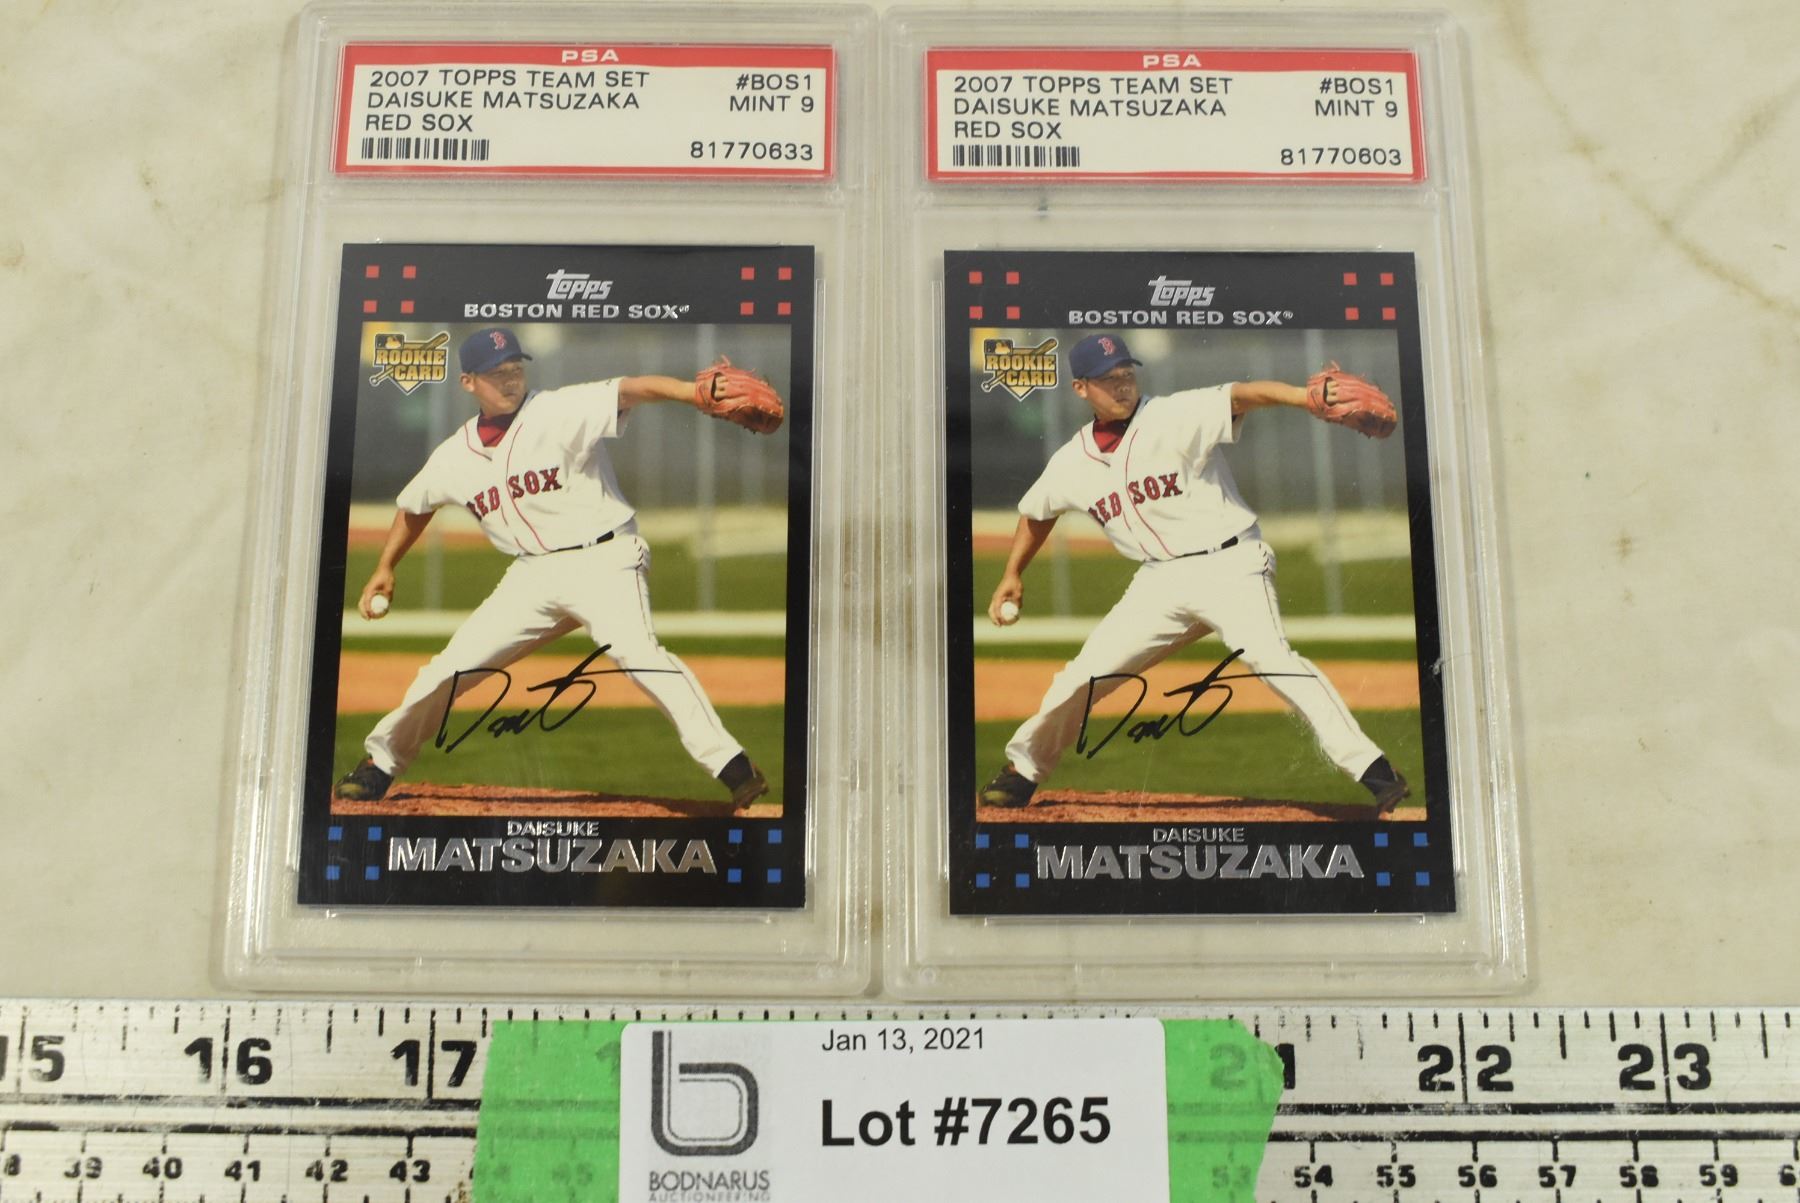 PSA
2007 TOPPS TEAM SET #BOS1
DAISUKE MATSUZAKA MINT 9
RED SOX
81770633
PSA
2007 TOPPS TEAM SET #BOS1
DAISUKE MATSUZAKA MINT 9
RED SOX
81770603
Topps
BOSTON RED SOX
ROOKIE
CARD
RED SOX
DAISUKE
MATSUZAKA
Topps
BOSTON RED SOX®
ROOKIE
CARD
RED SOX
DAISUKE
MATSUZAKA
15 16 17 21 22 23
39 40 41 42 43 45 53 54 55 56 57 58 59
Jan 13, 2021
Lot #7265
b
BODNARUS
AUCTIONEERING